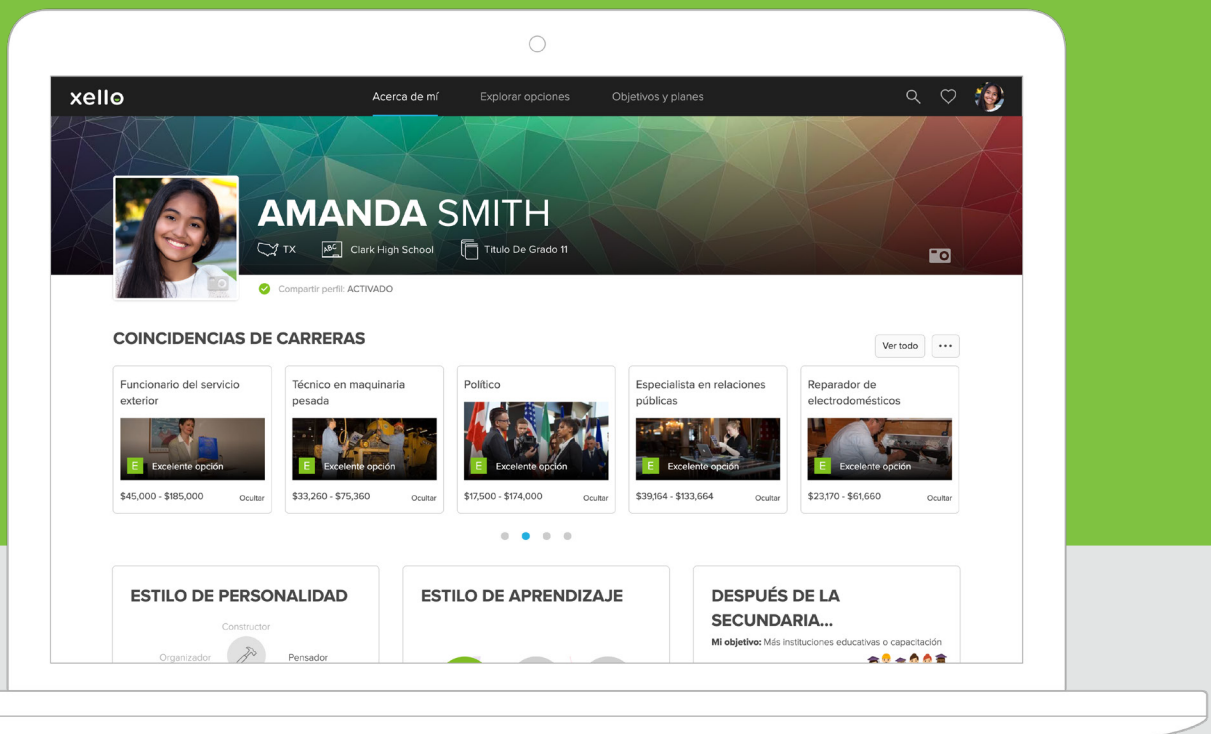 xello
Acerca de mí
Explorar opciones
Objetivos y planes
AMANDA SMITH
TX
ABC
Clark High School
Título De Grado 11
Compartir perfil: ACTIVADO
COINCIDENCIAS DE CARRERAS
Ver todo
Funcionario del servicio
exterior
E Excelente opción
$45,000 - $185,000
Ocultar
Técnico en maquinaria
pesada
E Excelente opción
$33,260 - $75,360
Ocultar
Político
E Excelente opción
$17,500 - $174,000
Ocultar
Especialista en relaciones
públicas
E Excelente opción
$39,164 - $133,664
Ocultar
Reparador de
electrodomésticos
E Excelente opción
$23,170 - $61,660
Ocultar
ESTILO DE PERSONALIDAD
Constructor
Organizador
Pensador
ESTILO DE APRENDIZAJE
DESPUÉS DE LA
SECUNDARIA...
Mi objetivo: Más instituciones educativas o capacitación